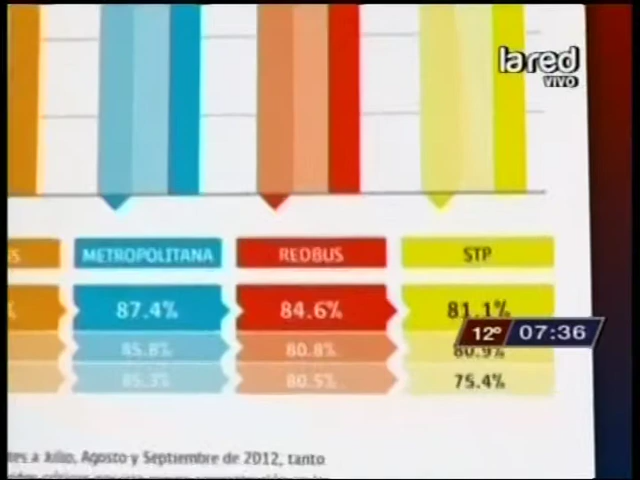 lared
VIVO
METROPOLITANA REDBUS STP
87.4% 84.6% 81.1%
12° 07:36
85.8% 80.8% 80.9%
85.3% 80.5% 75.4%
a Julio, Agosto y Septiembre de 2012, tanto